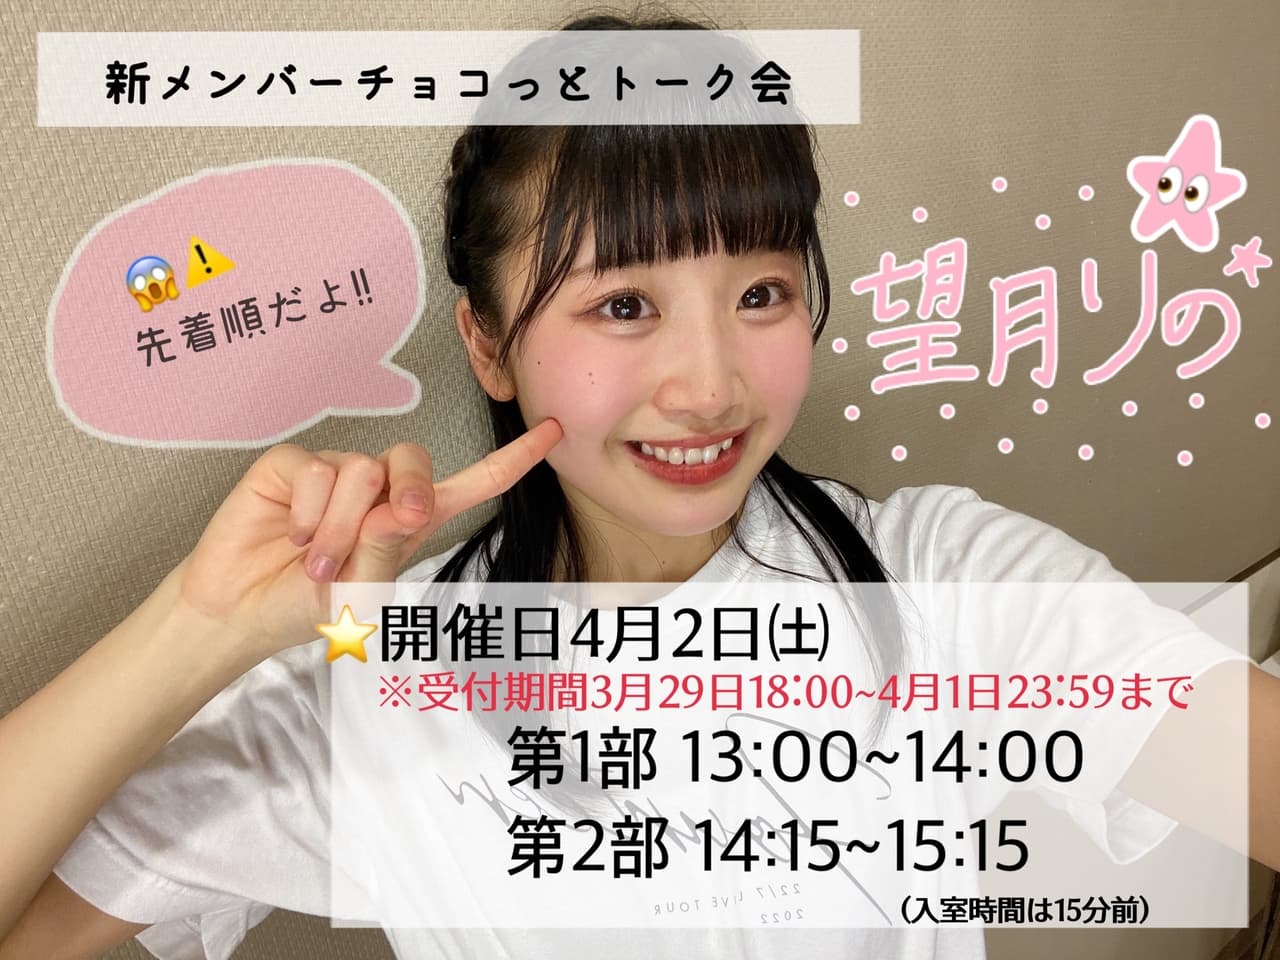 新メンバーチョコっとトーク会
😱⚠️
先着順だよ!!
望月りの
⭐開催日4月2日㈯
※受付期間3月29日18:00~4月1日23:59まで
第1部 13:00~14:00
第2部 14:15~15:15
(入室時間は15分前)
22/7 LIVE TOUR
2022